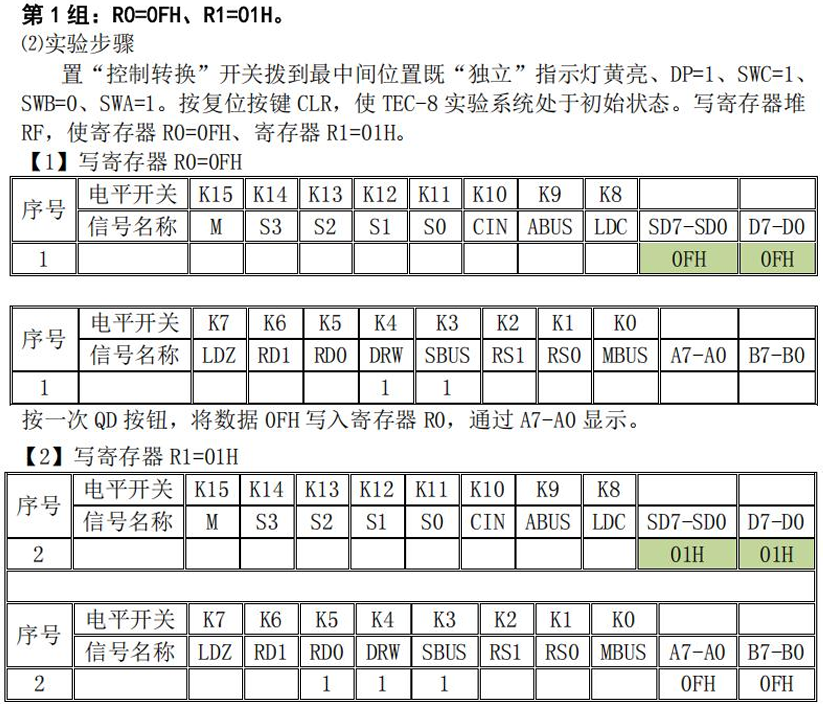 第1组：R0=0FH、R1=01H。
⑵实验步骤
置“控制转换”开关拨到最中间位置既“独立”指示灯黄亮、DP=1、SWC=1、
SWB=0、SWA=1。按复位按键 CLR，使 TEC-8 实验系统处于初始状态。写寄存器堆
RF，使寄存器 R0=0FH、寄存器 R1=01H。
【1】写寄存器 R0=0FH
序号 电平开关 K15 K14 K13 K12 K11 K10 K9 K8
信号名称 M S3 S2 S1 S0 CIN ABUS LDC SD7-SD0 D7-D0
1 0FH 0FH
序号 电平开关 K7 K6 K5 K4 K3 K2 K1 K0
信号名称 LDZ RD1 RD0 DRW SBUS RS1 RS0 MBUS A7-A0 B7-B0
1 1 1
按一次 QD 按钮，将数据 0FH 写入寄存器 R0，通过 A7-A0 显示。
【2】写寄存器 R1=01H
序号 电平开关 K15 K14 K13 K12 K11 K10 K9 K8
信号名称 M S3 S2 S1 S0 CIN ABUS LDC SD7-SD0 D7-D0
2 01H 01H
序号 电平开关 K7 K6 K5 K4 K3 K2 K1 K0
信号名称 LDZ RD1 RD0 DRW SBUS RS1 RS0 MBUS A7-A0 B7-B0
2 1 1 1 0FH 0FH